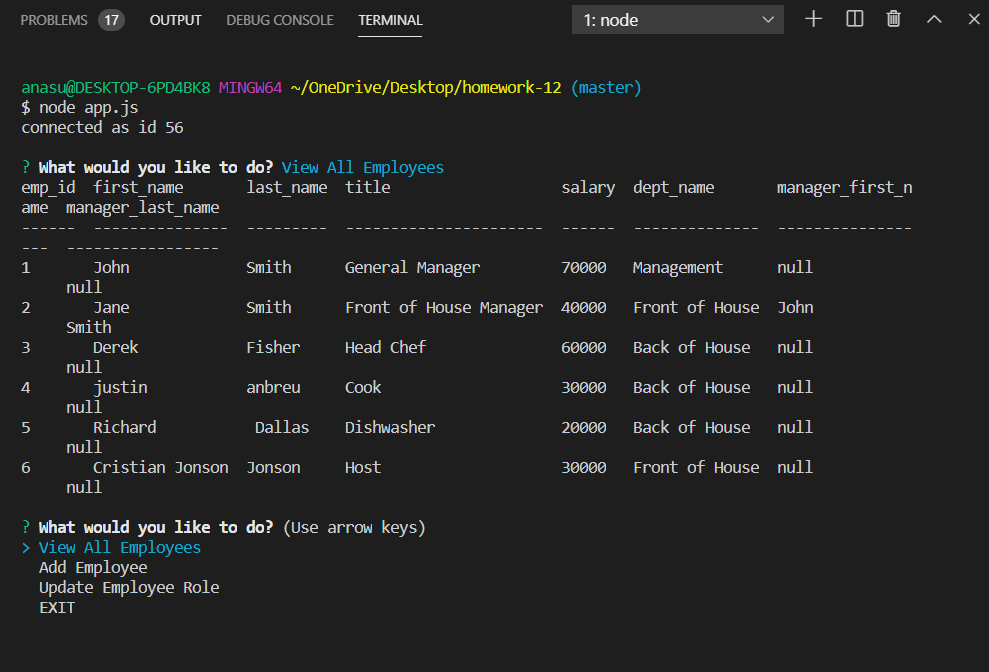 PROBLEMS 17 OUTPUT DEBUG CONSOLE TERMINAL 1: node
anasu@DESKTOP-6PD4BK8 MINGW64 ~/OneDrive/Desktop/homework-12 (master)
$ node app.js
connected as id 56
? What would you like to do? View All Employees
emp_id  first_name       last_name  title                   salary  dept_name       manager_first_n
ame  manager_last_name
------  ---------------  ---------  ----------------------  ------  --------------  ---------------
---  -----------------
1       John             Smith      General Manager         70000   Management      null
     null
2       Jane             Smith      Front of House Manager  40000   Front of House  John
     Smith
3       Derek            Fisher     Head Chef               60000   Back of House   null
     null
4       justin           anbreu     Cook                    30000   Back of House   null
     null
5       Richard           Dallas    Dishwasher              20000   Back of House   null
     null
6       Cristian Jonson  Jonson     Host                    30000   Front of House  null
     null
? What would you like to do? (Use arrow keys)
> View All Employees
  Add Employee
  Update Employee Role
  EXIT